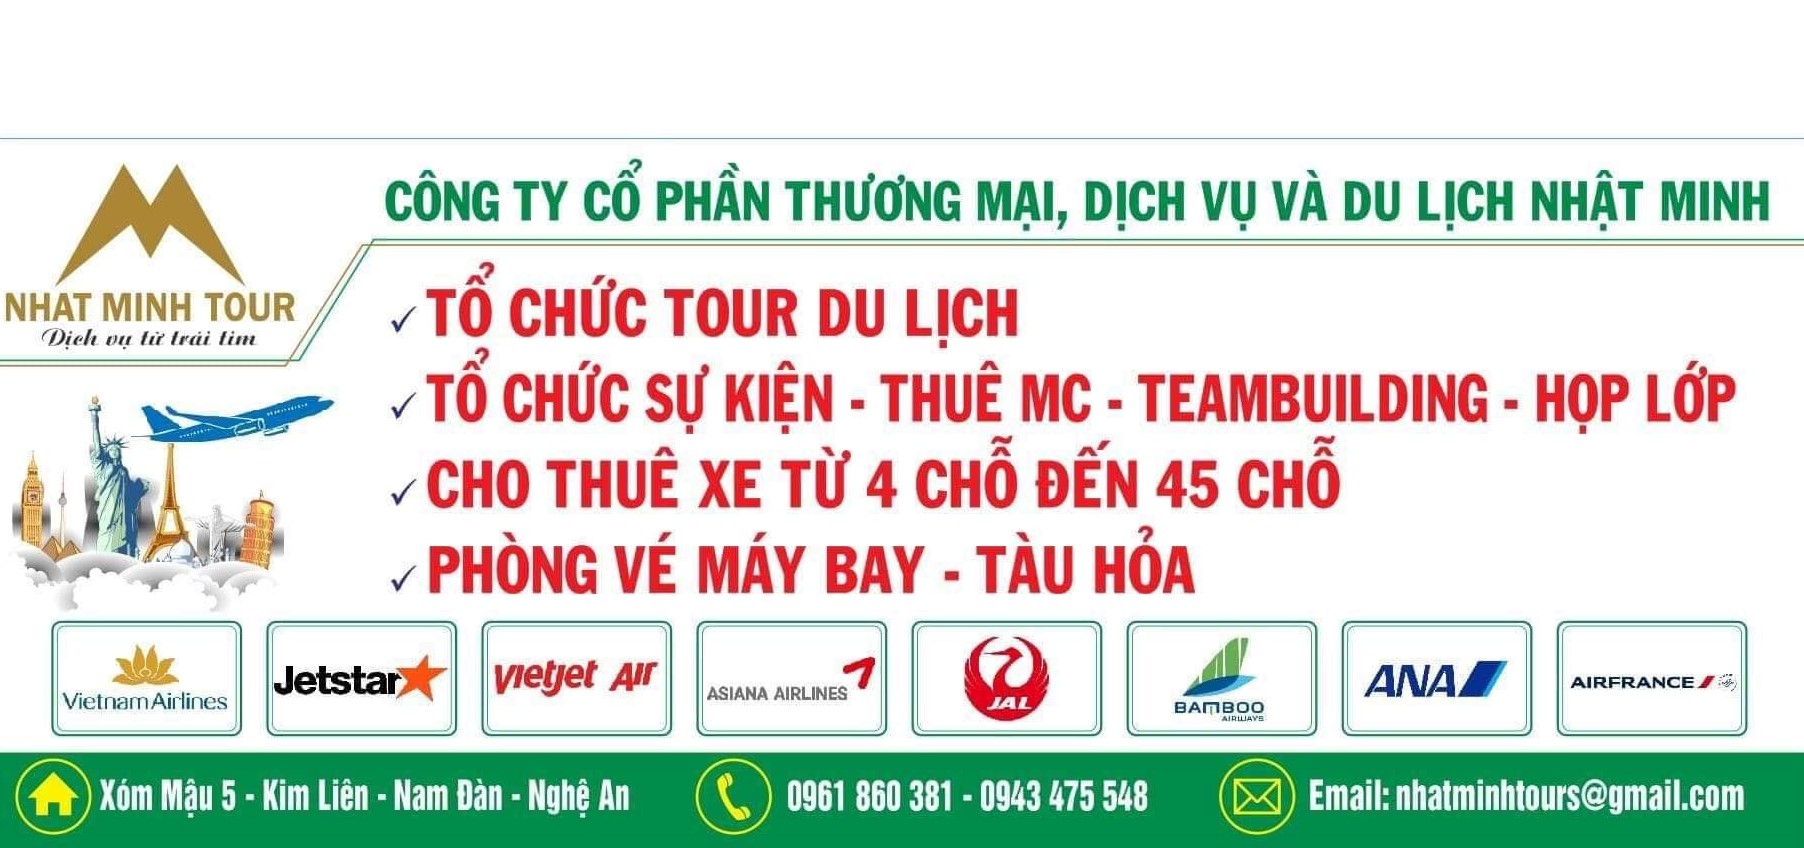 CÔNG TY CỔ PHẦN THƯƠNG MẠI, DỊCH VỤ VÀ DU LỊCH NHẬT MINH
NHAT MINH TOUR
Dịch vụ từ trái tim
TỔ CHỨC TOUR DU LỊCH
TỔ CHỨC SỰ KIỆN - THUÊ MC - TEAMBUILDING - HỌP LỚP
CHO THUÊ XE TỪ 4 CHỖ ĐẾN 45 CHỖ
PHÒNG VÉ MÁY BAY - TÀU HỎA
Vietnam Airlines
Jetstar
vietjet Air
ASIANA AIRLINES
JAL
BAMBOO
AIRWAYS
ANA
AIRFRANCE
Xóm Mậu 5 - Kim Liên - Nam Đàn - Nghệ An
0961 860 381 - 0943 475 548
Email: nhatminhtours@gmail.com